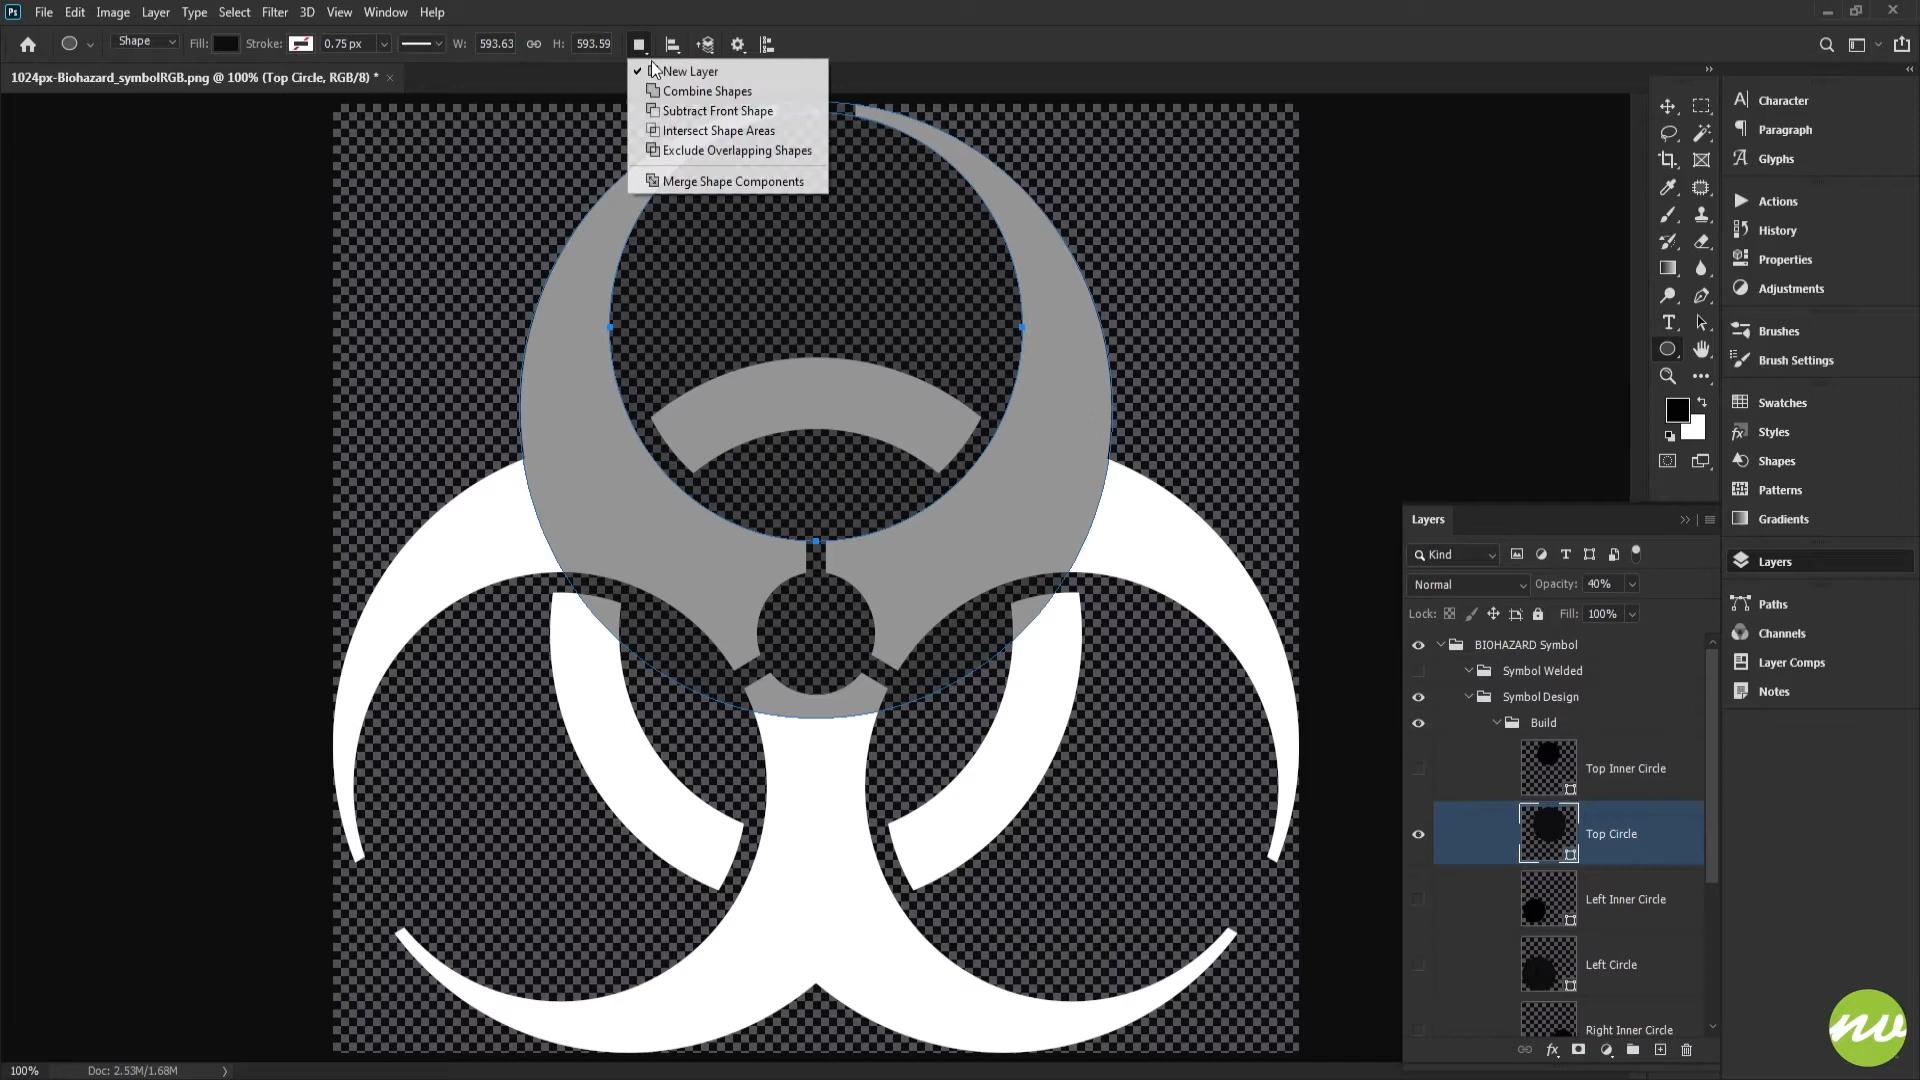 Ps File Edit Image Layer Type Select Filter 3D View Window Help
Shape Fill: Stroke: 0.75 px W: 593.63 H: 593.59
1024px-Biohazard_symbolRGB.png @ 100% (Top Circle, RGB/8) * ×
New Layer
Combine Shapes
Subtract Front Shape
Intersect Shape Areas
Exclude Overlapping Shapes
Merge Shape Components
Character
Paragraph
Glyphs
Actions
History
Properties
Adjustments
Brushes
Brush Settings
Swatches
Styles
Shapes
Patterns
Gradients
Layers
Paths
Channels
Layer Comps
Notes
Layers
Kind
Normal Opacity: 40%
Lock: Fill: 100%
BIOHAZARD Symbol
Symbol Welded
Symbol Design
Build
Top Inner Circle
Top Circle
Left Inner Circle
Left Circle
Right Inner Circle
fx
nv
100% Doc: 2.53M/1.68M